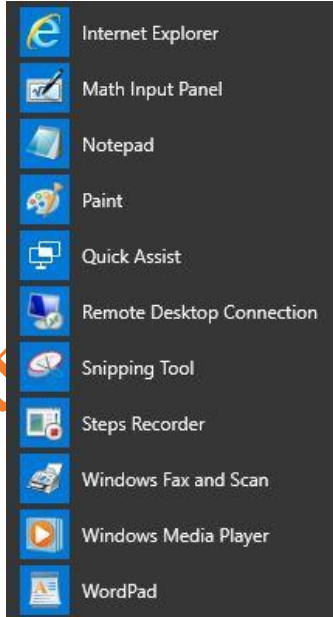 Internet Explorer
Math Input Panel
Notepad
Paint
Quick Assist
Remote Desktop Connection
Snipping Tool
Steps Recorder
Windows Fax and Scan
Windows Media Player
WordPad